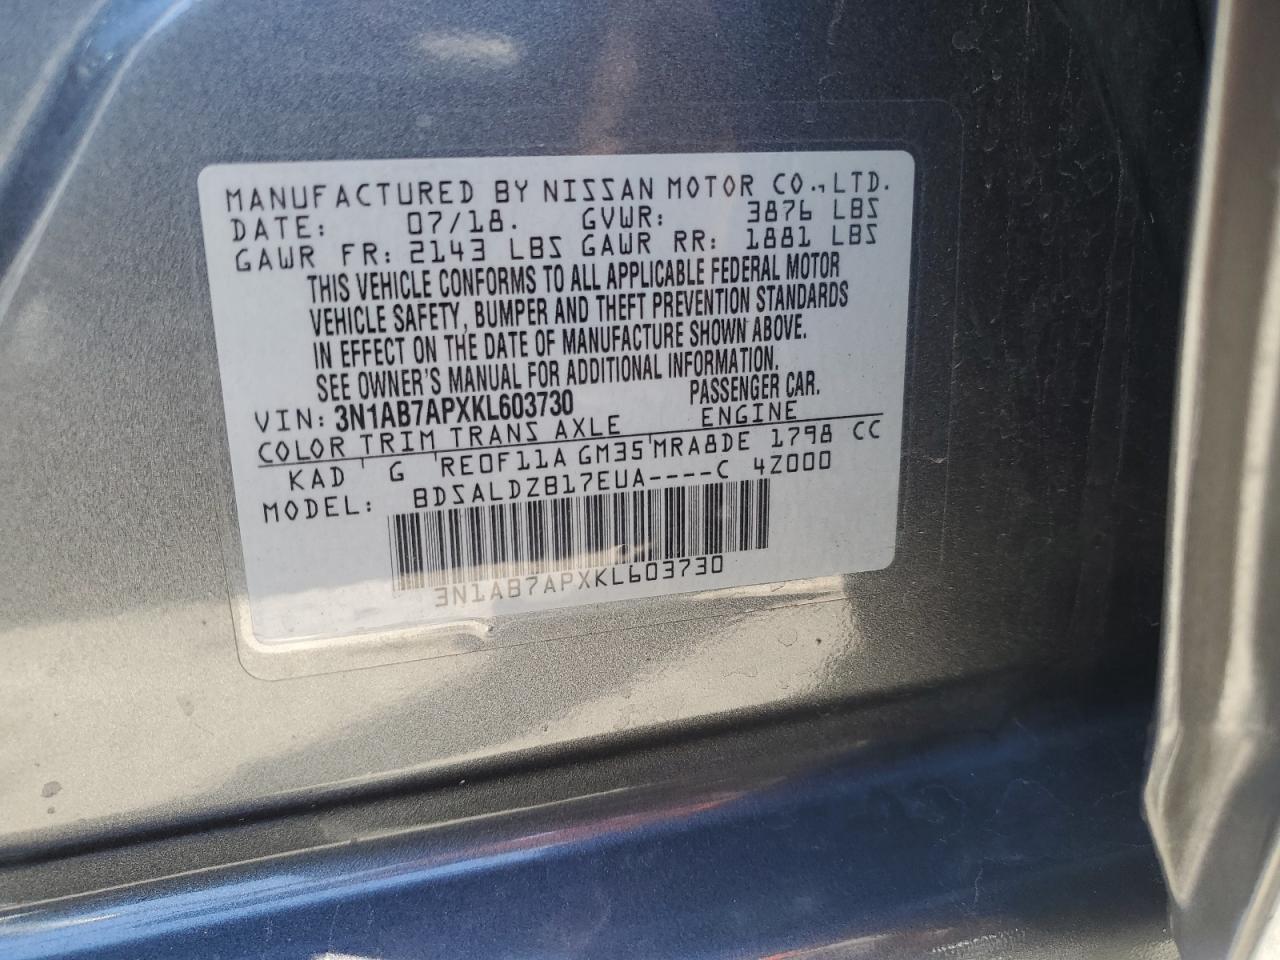 MANUFACTURED BY NISSAN MOTOR CO., LTD.
DATE: 07/18. GVWR: 3876 LBS
GAWR FR: 2143 LBS GAWR RR: 1881 LBS
THIS VEHICLE CONFORMS TO ALL APPLICABLE FEDERAL MOTOR
VEHICLE SAFETY, BUMPER AND THEFT PREVENTION STANDARDS
IN EFFECT ON THE DATE OF MANUFACTURE SHOWN ABOVE.
SEE OWNER'S MANUAL FOR ADDITIONAL INFORMATION.
VIN: 3N1AB7APXKL603730 PASSENGER CAR.
COLOR TRIM TRANS AXLE ENGINE
KAD ' G ' RE0F11A GM35 ' MRA8DE 1798 CC
MODEL: BDSALDZB17EUA----C 4Z000
3N1AB7APXKL603730